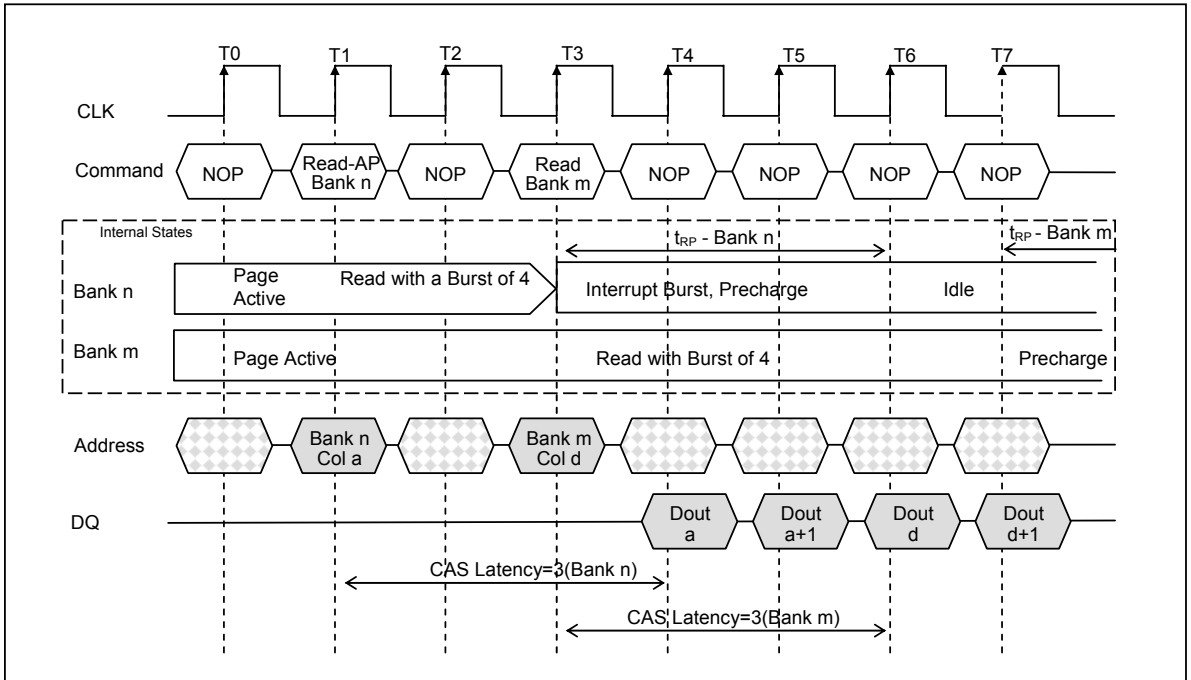 T0 T1 T2 T3 T4 T5 T6 T7
CLK
Command
NOP
Read-AP
Bank n
NOP
Read
Bank m
NOP
NOP
NOP
NOP
Internal States
tRP - Bank n
tRP - Bank m
Bank n
Page
Active
Read with a Burst of 4
Interrupt Burst, Precharge
Idle
Bank m
Page Active
Read with Burst of 4
Precharge
Address
Bank n
Col a
Bank m
Col d
DQ
Dout
a
Dout
a+1
Dout
d
Dout
d+1
CAS Latency=3(Bank n)
CAS Latency=3(Bank m)